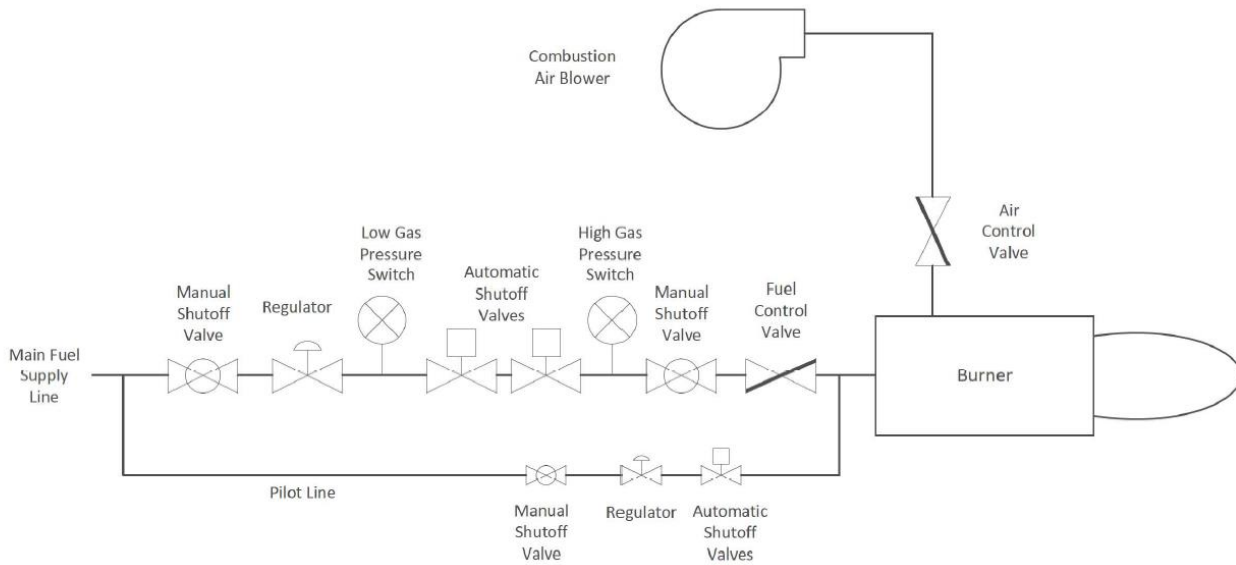 Combustion
Air Blower
Air
Control
Valve
Low Gas
Pressure
Switch
High Gas
Pressure
Switch
Automatic
Shutoff
Valves
Manual
Shutoff
Valve
Regulator
Manual
Shutoff
Valve
Fuel
Control
Valve
Main Fuel
Supply
Line
Burner
Pilot Line
Manual
Shutoff
Valve
Regulator
Automatic
Shutoff
Valves